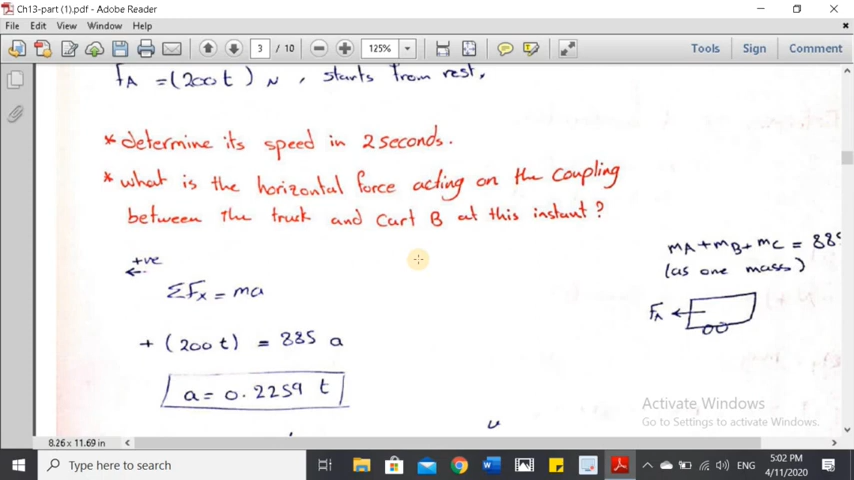 Ch13-part (1).pdf - Adobe Reader
File Edit View Window Help
3 / 10 125% Tools Sign Comment
FA = (200t) N , starts from rest,
* determine its speed in 2 seconds.
* what is the horizontal force acting on the coupling
between the truck and Cart B at this instant?
mA+mB+mC = 885
(as one mass)
+ve
ΣFx = ma
FA
+ (200t) = 885 a
a = 0.2259 t
Activate Windows
Go to Settings to activate Windows.
8.26 x 11.69 in
Type here to search
ENG
5:02 PM
4/11/2020